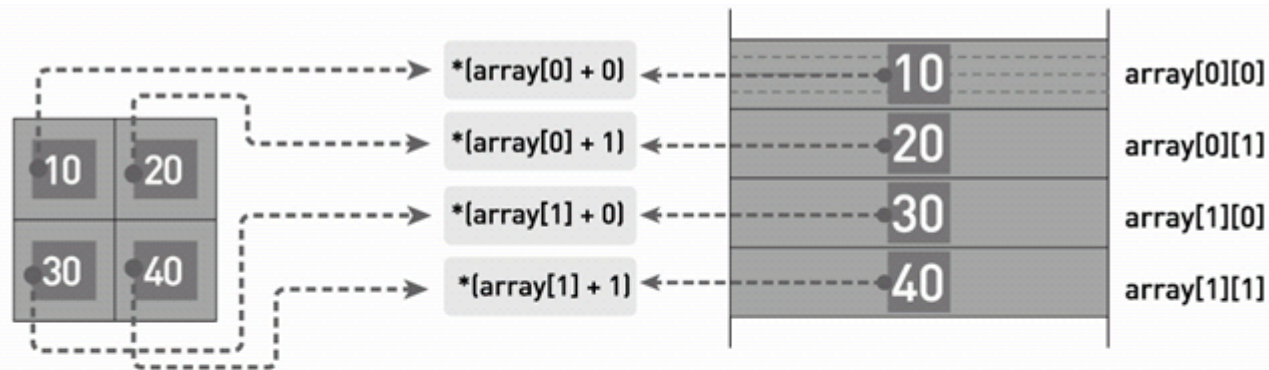 10 20
30 40
*(array[0] + 0)
*(array[0] + 1)
*(array[1] + 0)
*(array[1] + 1)
10 array[0][0]
20 array[0][1]
30 array[1][0]
40 array[1][1]